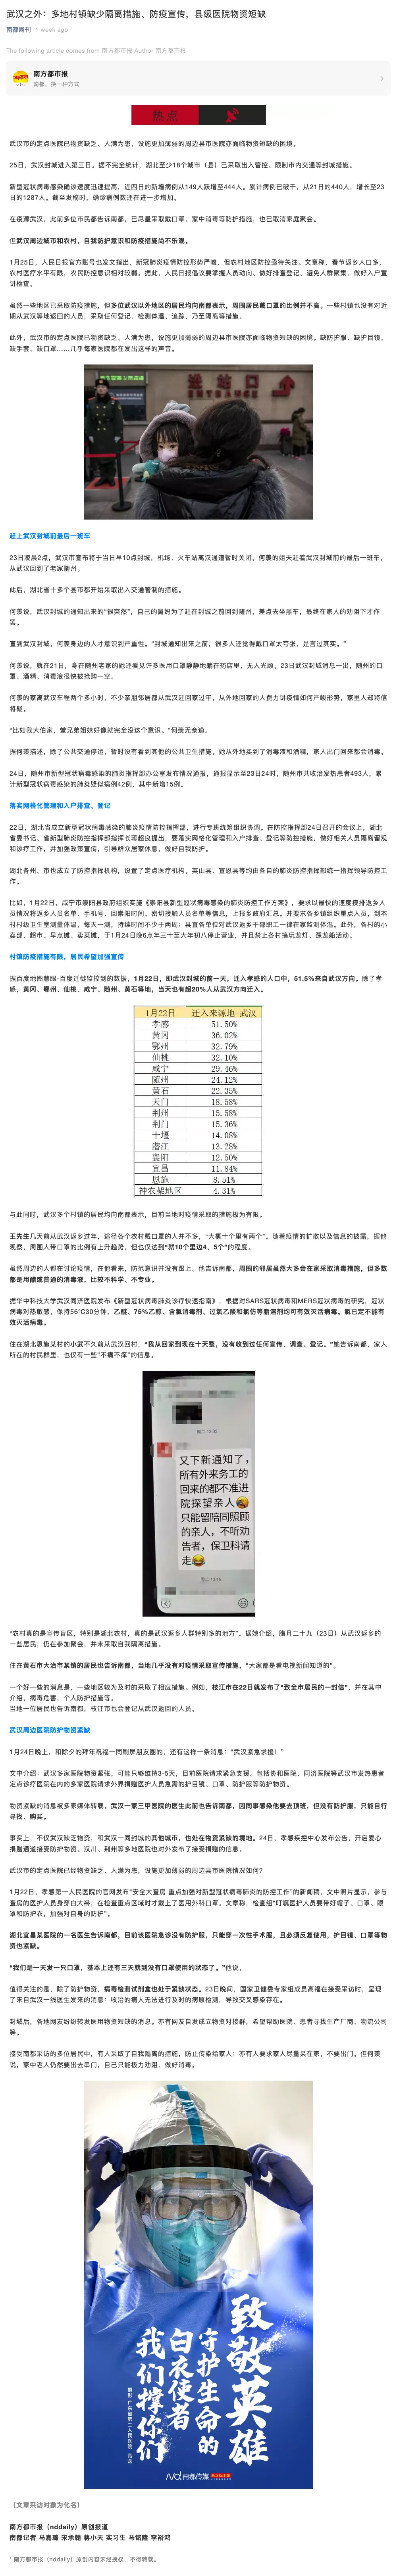 武汉之外：多地村镇缺少隔离措施、防疫宣传，县级医院物资短缺
南都周刊 1 week ago
The following article comes from 南方都市报 Author 南方都市报
南方都市报
南都，换一种方式
热点
武汉市的定点医院已物资缺乏、人满为患，设施更加薄弱的周边县市医院亦面临物资短缺的困境。
25日，武汉封城进入第三日。据不完全统计，湖北至少18个城市（县）已采取出入管控、限制市内交通等封城措施。
新型冠状病毒感染确诊速度迅速提高，近四日的新增病例从149人跃增至444人。累计病例已破千，从21日的440人，增长至23
日的1287人。截至发稿时，确诊病例数还在进一步增加。
在疫源武汉，此前多位市民都告诉南都，已尽量采取戴口罩、家中消毒等防护措施，也已取消家庭聚会。
但武汉周边城市和农村，自我防护意识和防疫措施尚不乐观。
1月25日，人民日报官方账号也发文指出，新冠肺炎疫情防控形势严峻，但农村地区防控亟待关注。文章称，春节返乡人口多，
农村医疗水平有限，农民防控意识相对较弱。据此，人民日报倡议要掌握人员动向、做好排查登记、避免人群聚集、做好入户宣
讲检查。
虽然一些地区已采取防疫措施，但多位武汉以外地区的居民均向南都表示，周围居民戴口罩的比例并不高。一些村镇也没有对近
期从武汉等地返回的人员，采取任何登记、检测体温、追踪，乃至隔离等措施。
此外，武汉市的定点医院已物资缺乏、人满为患，设施更加薄弱的周边县市医院亦面临物资短缺的困境。缺防护服、缺护目镜、
缺手套、缺口罩……几乎每家医院都在发出这样的声音。
赶上武汉封城前最后一班车
23日凌晨2点，武汉市宣布将于当日早10点封城，机场、火车站离汉通道暂时关闭。何羡的姐夫赶着武汉封城前的最后一班车，
从武汉回到了老家随州。
此后，湖北省十多个县市都开始采取出入交通管制的措施。
何羡说，武汉封城的通知出来的“很突然”，自己的舅妈为了赶在封城之前回到随州，差点去坐黑车，最终在家人的劝阻下才作
罢。
直到武汉封城，何羡身边的人才意识到严重性。“封城通知出来之前，很多人还觉得戴口罩太夸张，是言过其实。”
何羡说，就在21日，身在随州老家的她还看见许多医用口罩静静地躺在药店里，无人光顾。23日武汉封城消息一出，随州的口
罩、酒精、消毒液很快被抢购一空。
何羡的家离武汉车程两个多小时，不少亲朋邻居都从武汉赶回家过年。从外地回家的人费力讲疫情如何严峻形势，家里人却将信
将疑。
“比如我大伯家，堂兄弟姐妹好像就完全没这个意识。”何羡无奈道。
据何羡描述，除了公共交通停运，暂时没有看到其他的公共卫生措施。她从外地买到了消毒液和酒精，家人出门回来都会消毒。
24日，随州市新型冠状病毒感染的肺炎指挥部办公室发布情况通报，通报显示至23日24时，随州市共收治发热患者493人，累
计新型冠状病毒感染的肺炎疑似病例42例，其中新增15例。
落实网格化管理和入户排查、登记
22日，湖北省成立新型冠状病毒感染的肺炎疫情防控指挥部，进行专班统筹组织协调。在防控指挥部24日召开的会议上，湖北
省委书记、省新型肺炎防控指挥部指挥长蒋超良提出，要落实网格化管理和入户排查、登记等防控措施，做好相关人员隔离留观
和诊疗工作，并加强政策宣传，引导群众居家休息，做好自我防护。
湖北各州、市也成立了防控指挥机构，设置了定点医疗机构。英山县、宣恩县等均由各自的肺炎防控指挥部统一指挥领导防控工
作。
比如，1月22日，咸宁市崇阳县政府组织实施《崇阳县新型冠状病毒感染的肺炎防控工作方案》，要求以最快的速度摸排返乡人
员情况将返乡人员名单、手机号、回崇阳时间、密切接触人员名单等信息，上报乡政府汇总。并要求各乡镇组织重点人员，到本
村村级卫生室测量体温，每天一测，持续时间不少于两周：县直各单位对武汉返乡干部职工一律在家监测体温。此外，各村的小
卖部、超市、早点摊、卖菜摊，于1月24日晚6点年三十至大年初八停止营业，并且禁止各村搞玩龙灯、踩龙船活动。
村镇防疫措施有限，居民希望加强宣传
据百度地图慧眼-百度迁徙监控到的数据，1月22日，即武汉封城的前一天，迁入孝感的人口中，51.5%来自武汉方向。除了孝
感，黄冈、鄂州、仙桃、咸宁、随州、黄石等地，当天也有超20%人从武汉方向迁入。
1月22日 迁入来源地-武汉
孝感 51.50%
黄冈 36.02%
鄂州 32.79%
仙桃 32.10%
咸宁 29.46%
随州 24.12%
黄石 22.35%
天门 18.58%
荆州 15.58%
荆门 15.36%
十堰 14.08%
潜江 13.28%
襄阳 12.50%
宜昌 11.84%
恩施 8.51%
神农架地区 4.31%
与此同时，武汉多个村镇的居民均向南都表示，目前当地对疫情采取的措施极为有限。
王先生几天前从武汉返乡过年，途径各个农村戴口罩的人并不多，“大概十个里有两个”。随着疫情的扩散以及信息的披露，据他
观察，周围人带口罩的比例有上升趋势，但也仅达到“就10个里边4、5个”的程度。
虽然周边的人都在讨论疫情，在他看来，防范意识并没有跟上。他告诉南都，周围的邻居虽然大多会在家采取消毒措施，但多数
都是用醋或普通的消毒液，比较不科学、不专业。
据华中科技大学武汉同济医院发布《新型冠状病毒肺炎诊疗快速指南》，根据对SARS冠状病毒和MERS冠状病毒的研究，冠状
病毒对热敏感，保持56℃30分钟，乙醚、75%乙醇、含氯消毒剂、过氧乙酸和氯仿等脂溶剂均可有效灭活病毒。氯已定不能有
效灭活病毒。
住在湖北恩施某村的小武不久前从武汉回村，“我从回家到现在十天整，没有收到过任何宣传、调查、登记。”她告诉南都，家人
所在的村民群里，也仅有一些“不痛不痒”的信息。
又下新通知了，
所有外来务工的
回来的都不准进
院探望亲人
只能留陪同照顾
的亲人，不听劝
告者，保卫科请
走
“农村真的是宣传盲区，特别是湖北农村，真的是武汉返乡人群特别多的地方”。据她介绍，腊月二十九（23日）从武汉返乡的
一些居民，仍在参加聚会，并未采取自我隔离措施。
住在黄石市大冶市某镇的居民也告诉南都，当地几乎没有对疫情采取宣传措施，“大家都是看电视新闻知道的”。
一个好一些的消息是，一些地区较为及时的采取了相应措施。例如，枝江市在22日就发布了“致全市居民的一封信”，并在其中
介绍，病毒危害、个人防护措施等。
当地一位居民也告诉南都，枝江市也会登记从武汉返回的人员。
武汉周边医院防护物资紧缺
1月24日晚上，和除夕的拜年祝福一同刷屏朋友圈的，还有这样一条消息：“武汉紧急求援！”
文中介绍：武汉多家医院物资紧张，可能只够维持3-5天，目前医院请求紧急支援。包括协和医院、同济医院等武汉市发热患者
定点诊疗医院在内的多家医院请求外界捐赠医护人员急需的护目镜、口罩、防护服等防护物资。
物资紧缺的消息被多家媒体转载。武汉一家三甲医院的医生此前也告诉南都，因同事感染他要去顶班，但没有防护服，只能自行
寻找、购买。
事实上，不仅武汉缺乏物资，和武汉一同封城的其他城市，也处在物资紧缺的境地。24日，孝感疾控中心发布公告，开启爱心
捐赠通道接受防护物资。汉川、荆州等多地医院也对外发布了接受捐赠的信息。
武汉市的定点医院已经物资缺乏、人满为患，设施更加薄弱的周边县市医院情况如何？
1月22日，孝感第一人民医院的官网发布“安全大查房 重点加强对新型冠状病毒肺炎的防控工作”的新闻稿，文中照片显示，参与
查房的医护人员身穿白大褂，在检查重点区域时才戴上了医用外科口罩。文章称，检查组“叮嘱医护人员要带好帽子、口罩、眼
罩和防护衣，加强对自身的防护”。
湖北宜昌某医院的一名医生告诉南都，目前该医院急诊没有防护服，只能穿一次性手术服，且必须反复使用，护目镜、口罩等物
资也紧缺。
“我们是一天发一只口罩，基本上还有三天就到没有口罩使用的状态了。”他说。
值得关注的是，除了防护物资，病毒检测试剂盒也处于紧缺状态。23日晚间，国家卫健委专家组成员高福在接受采访时，呈现
了来自武汉一线医生发来的消息：收治的病人无法进行及时的病原检测，导致交叉感染存在。
封城后，各地网友纷纷转发医用物资短缺的消息，亦有网友自发成立物资对接群，希望帮助医院、患者寻找生产厂商、物流公司
等。
接受南都采访的多位居民中，有人采取了自我隔离的措施，防止传染给家人；亦有人要求家人尽量呆在家，不要出门。但何羡
说，家中老人仍然要出去串门，自己只能极力劝阻、做好消毒。
致敬英雄
守护生命的
白衣使者
我们等你们
南都传媒
（文章采访对象为化名）
南方都市报（nddaily）原创报道
南都记者 马嘉璐 宋承翰 蒋小天 实习生 马铭隆 李裕鸿
* 南方都市报（nddaily）原创内容未经授权，不得转载。